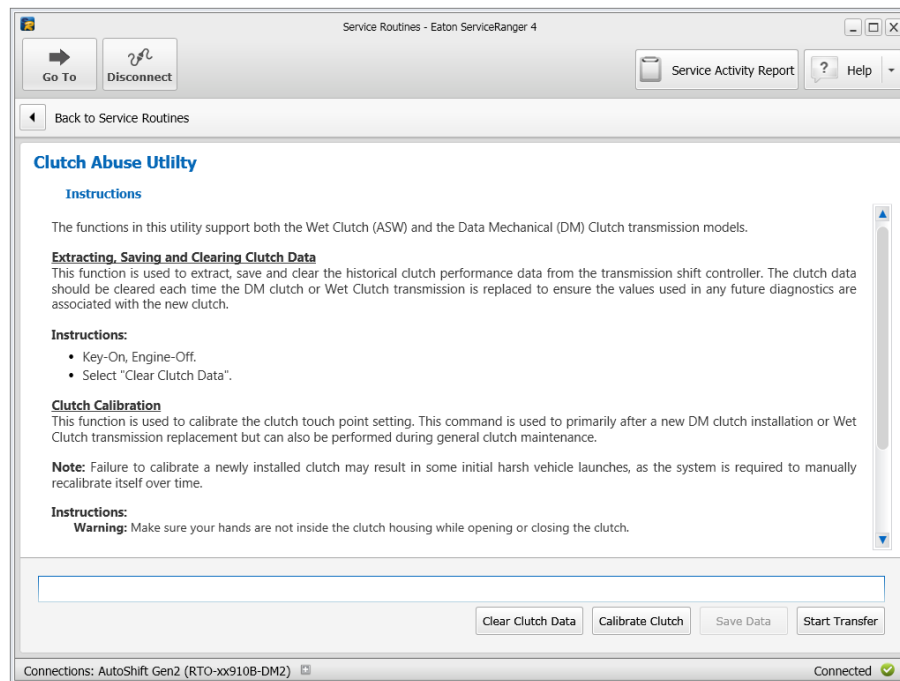 Service Routines - Eaton ServiceRanger 4
Go To
Disconnect
Service Activity Report
? Help
Back to Service Routines
Clutch Abuse Utlilty
Instructions
The functions in this utility support both the Wet Clutch (ASW) and the Data Mechanical (DM) Clutch transmission models.
Extracting, Saving and Clearing Clutch Data
This function is used to extract, save and clear the historical clutch performance data from the transmission shift controller. The clutch data
should be cleared each time the DM clutch or Wet Clutch transmission is replaced to ensure the values used in any future diagnostics are
associated with the new clutch.
Instructions:
• Key-On, Engine-Off.
• Select "Clear Clutch Data".
Clutch Calibration
This function is used to calibrate the clutch touch point setting. This command is used to primarily after a new DM clutch installation or Wet
Clutch transmission replacement but can also be performed during general clutch maintenance.
Note: Failure to calibrate a newly installed clutch may result in some initial harsh vehicle launches, as the system is required to manually
recalibrate itself over time.
Instructions:
Warning: Make sure your hands are not inside the clutch housing while opening or closing the clutch.
Clear Clutch Data
Calibrate Clutch
Save Data
Start Transfer
Connections: AutoShift Gen2 (RTO-xx910B-DM2)
Connected